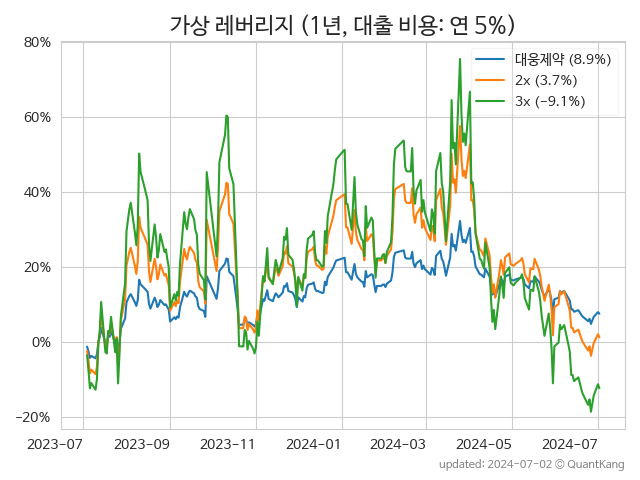 가상 레버리지 (1년, 대출 비용: 연 5%)
80%
60%
40%
20%
0%
−20%
대웅제약 (8.9%)
2x (3.7%)
3x (−9.1%)
2023-07
2023-09
2023-11
2024-01
2024-03
2024-05
2024-07
updated: 2024-07-02 © QuantKang